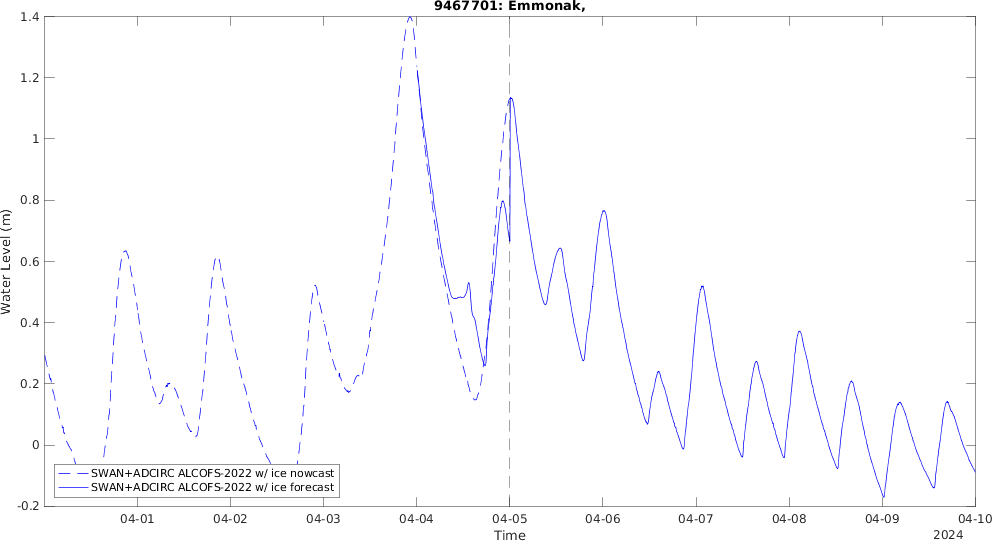 9467701: Emmonak,
1.4
1.2
1
0.8
0.6
0.4
0.2
0
-0.2
Water Level (m)
SWAN+ADCIRC ALCOFS-2022 w/ ice nowcast
SWAN+ADCIRC ALCOFS-2022 w/ ice forecast
04-01 04-02 04-03 04-04 04-05 04-06 04-07 04-08 04-09 04-10
Time
2024